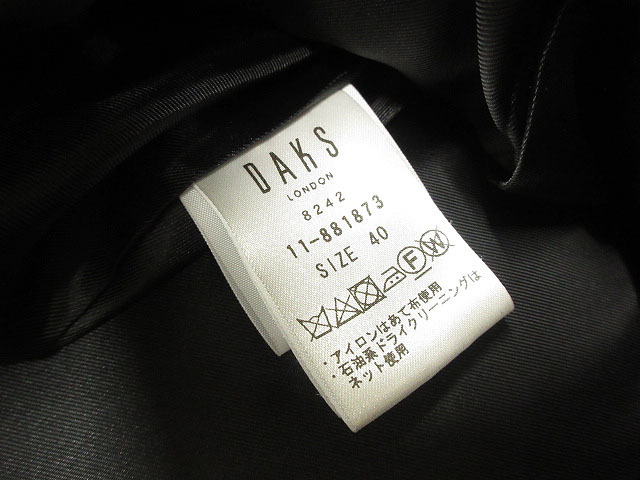 DAKS
LONDON
8242
11-881873
SIZE 40
F W
・アイロンはあて布使用
・石油系ドライクリーニングは
ネット使用